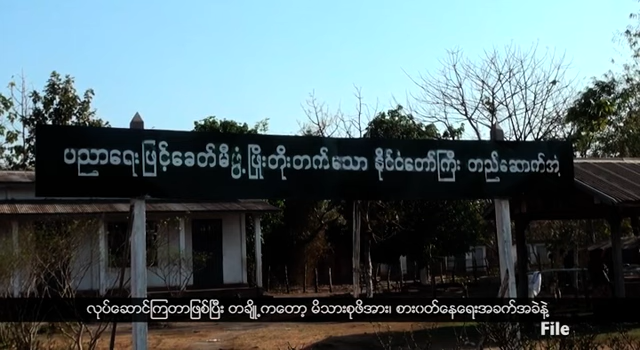 ပညာရေးဖြင့်ခေတ်မီဖွံ့ဖြိုးတိုးတက်သော နိုင်ငံတော်ကြီး တည်ဆောက်အံ့
လုပ်ဆောင်ကြတာဖြစ်ပြီး တချို့ကတော့ မိသားစုဖိအား၊ စားဝတ်နေရေးအခက်အခဲနဲ့
File